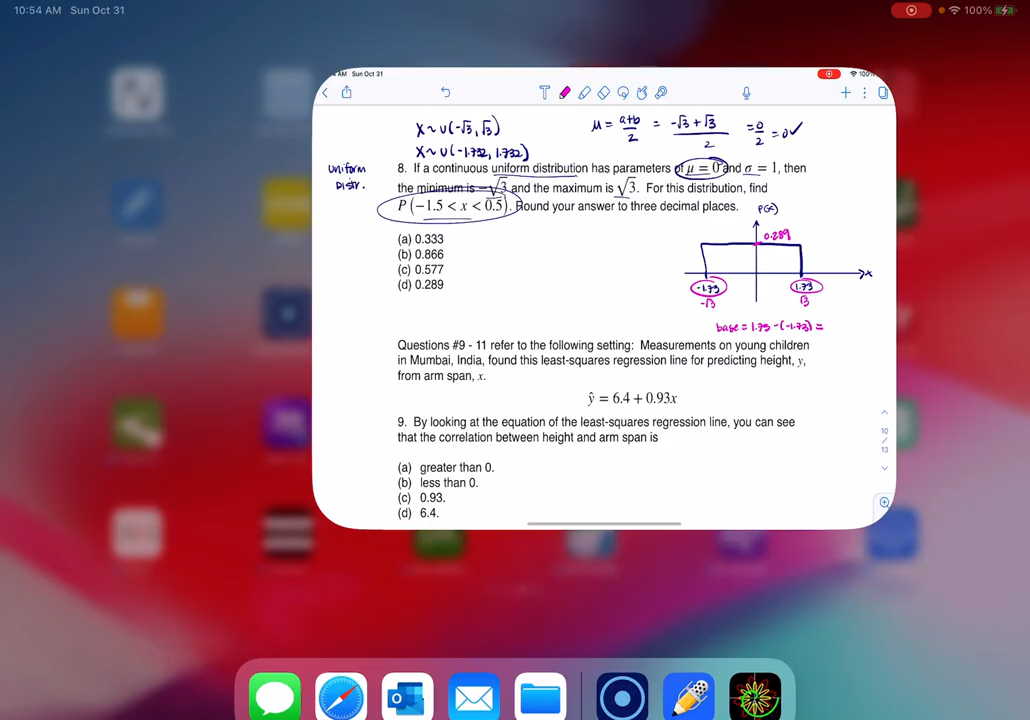 10:54 AM Sun Oct 31
100%
AM Sun Oct 31
100%
X ~ U(-√3, √3)
μ = a+b/2 = -√3 + √3/2 = 0/2 = 0 ✓
X ~ U(-1.732, 1.732)
Uniform
Distr.
8. If a continuous uniform distribution has parameters of μ = 0 and σ = 1, then
the minimum is −√3 and the maximum is √3. For this distribution, find
P (−1.5 < x < 0.5). Round your answer to three decimal places.
P(x)
(a) 0.333
(b) 0.866
(c) 0.577
(d) 0.289
0.289
x
-1.73
1.73
-√3
√3
base = 1.73 -(-1.73) =
Questions #9 - 11 refer to the following setting: Measurements on young children
in Mumbai, India, found this least-squares regression line for predicting height, y,
from arm span, x.
ŷ = 6.4 + 0.93x
9. By looking at the equation of the least-squares regression line, you can see
that the correlation between height and arm span is
(a) greater than 0.
(b) less than 0.
(c) 0.93.
(d) 6.4.
10
/
13